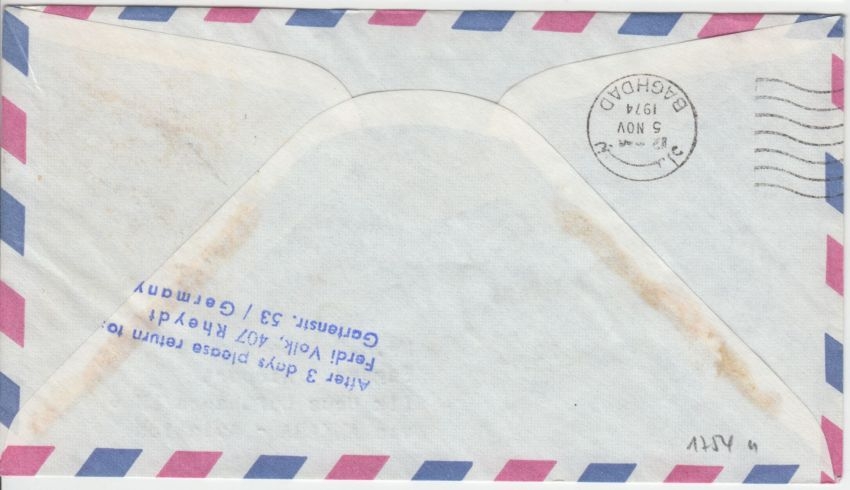 BAGHDAD
1974
5 NOV
After 3 days please return to:
Ferdi Volk, 407 Rheydt
Gartenstr. 53 / Germany
1754